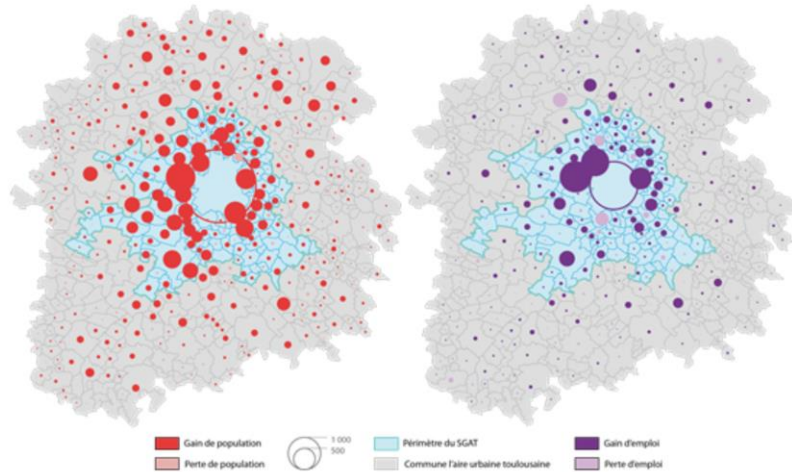 Gain de population
Perte de population
1 000
500
Périmètre du SGAT
Commune l'aire urbaine toulousaine
Gain d'emploi
Perte d'emploi